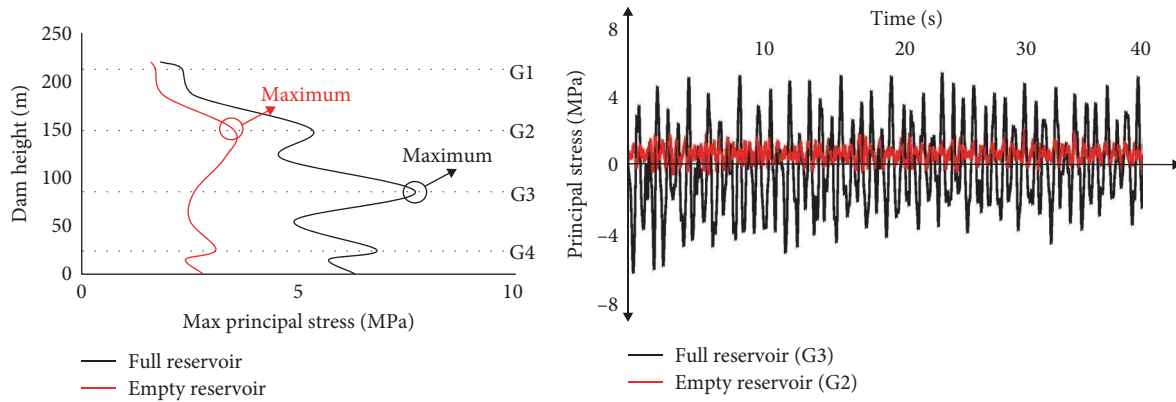 250
200
150
100
50
0
Dam height (m)
G1
Maximum
G2
Maximum
G3
G4
0
5
10
Max principal stress (MPa)
Full reservoir
Empty reservoir
Time (s)
8
10
20
30
40
4
0
−4
−8
Principal stress (MPa)
Full reservoir (G3)
Empty reservoir (G2)